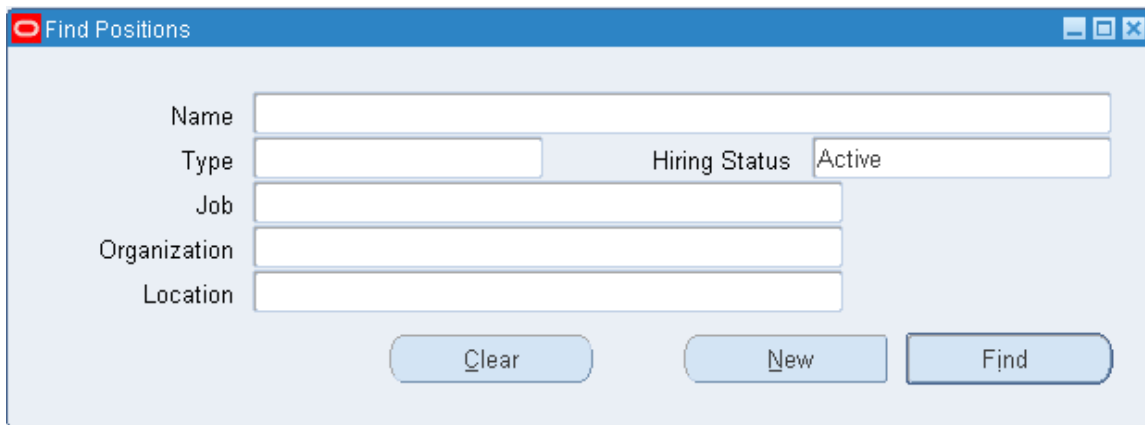 Find Positions
Name
Type Hiring Status Active
Job
Organization
Location
Clear New Find